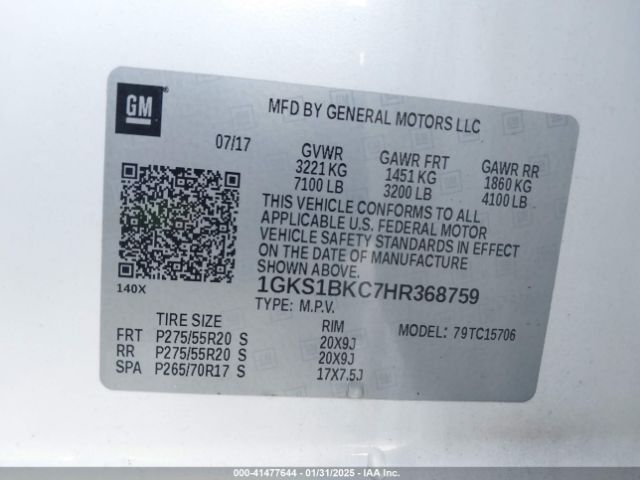 GM
MFD BY GENERAL MOTORS LLC
07/17
GVWR GAWR FRT GAWR RR
3221 KG 1451 KG 1860 KG
7100 LB 3200 LB 4100 LB
THIS VEHICLE CONFORMS TO ALL
APPLICABLE U.S. FEDERAL MOTOR
VEHICLE SAFETY STANDARDS IN EFFECT
ON THE DATE OF MANUFACTURE
SHOWN ABOVE.
140X
1GKS1BKC7HR368759
TYPE: M.P.V.
TIRE SIZE RIM MODEL: 79TC15706
FRT P275/55R20 S 20X9J
RR P275/55R20 S 20X9J
SPA P265/70R17 S 17X7.5J
000-41477644 - 01/31/2025 - IAA Inc.